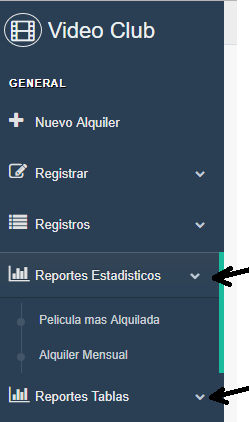 Video Club
GENERAL
Nuevo Alquiler
Registrar
Registros
Reportes Estadisticos
Pelicula mas Alquilada
Alquiler Mensual
Reportes Tablas